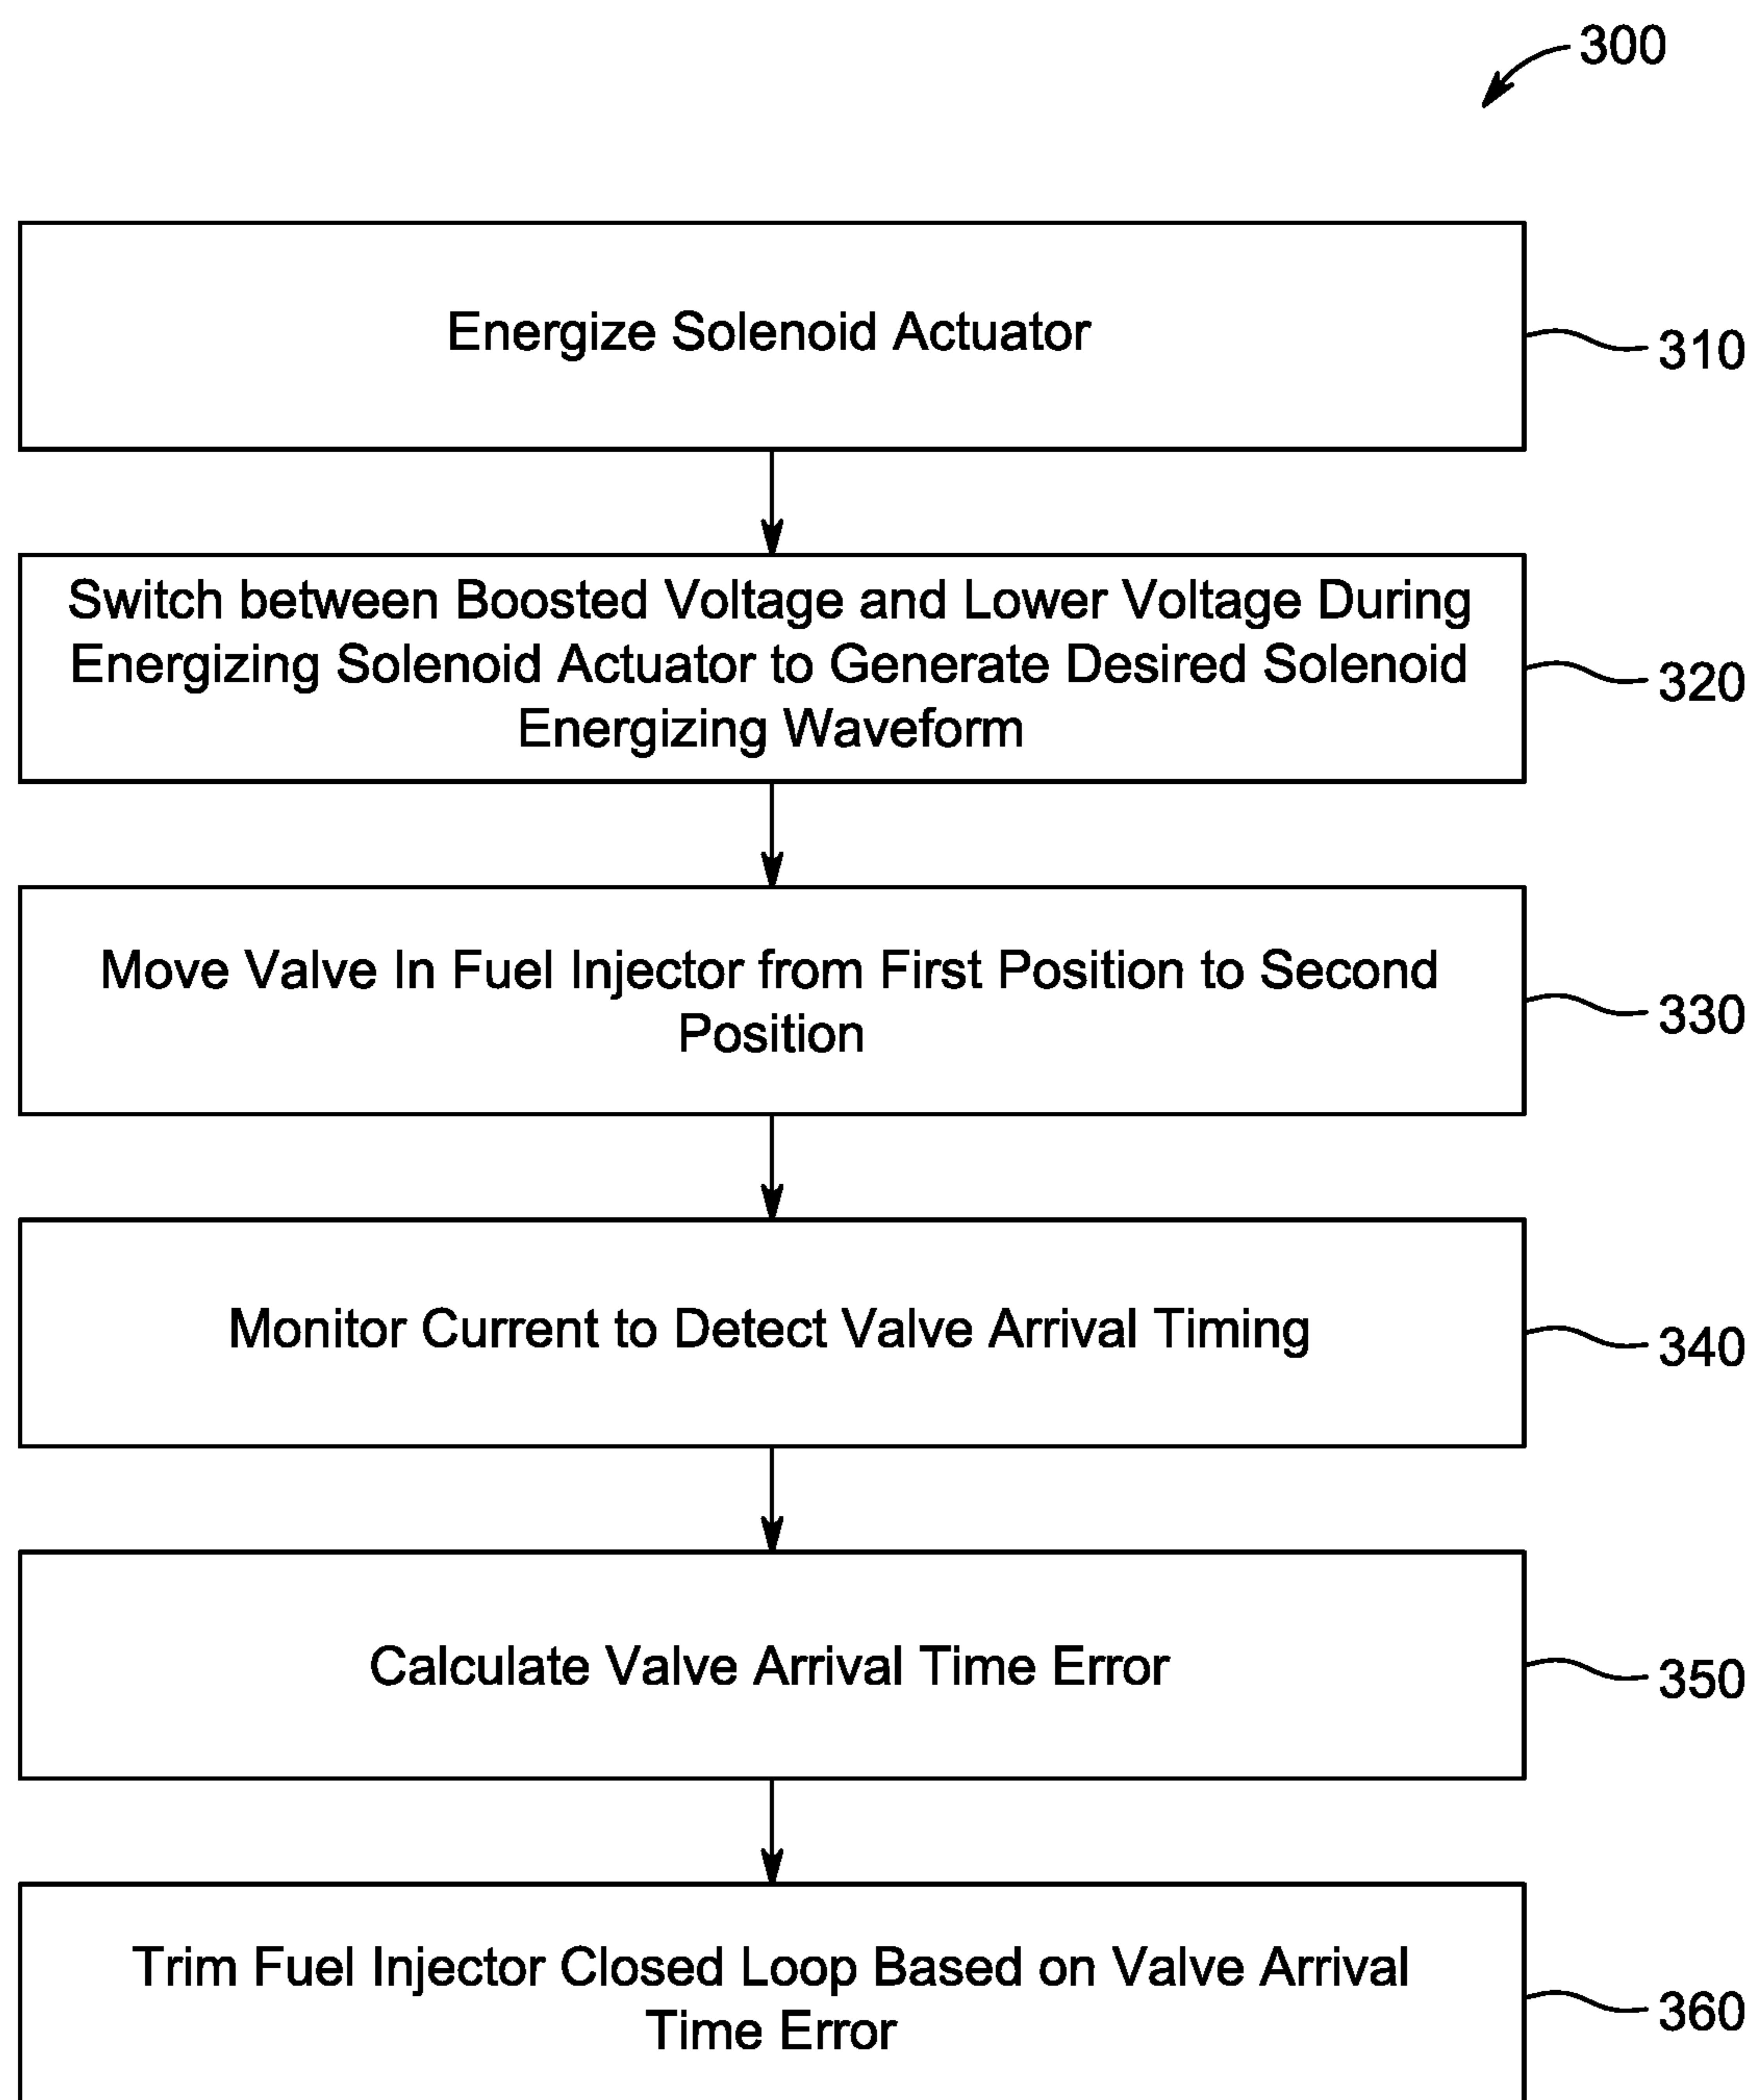 300
Energize Solenoid Actuator
310
Switch between Boosted Voltage and Lower Voltage During
Energizing Solenoid Actuator to Generate Desired Solenoid
Energizing Waveform
320
Move Valve In Fuel Injector from First Position to Second
Position
330
Monitor Current to Detect Valve Arrival Timing
340
Calculate Valve Arrival Time Error
350
Trim Fuel Injector Closed Loop Based on Valve Arrival
Time Error
360